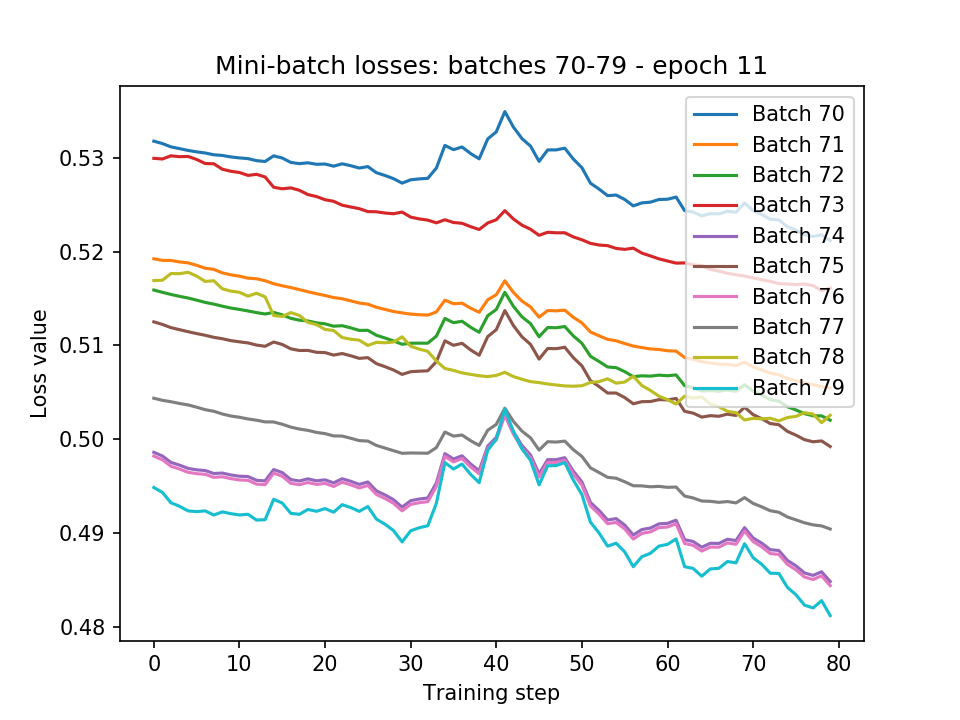 Mini-batch losses: batches 70-79 - epoch 11
Loss value
0.53
0.52
0.51
0.50
0.49
0.48
Batch 70
Batch 71
Batch 72
Batch 73
Batch 74
Batch 75
Batch 76
Batch 77
Batch 78
Batch 79
0 10 20 30 40 50 60 70 80
Training step